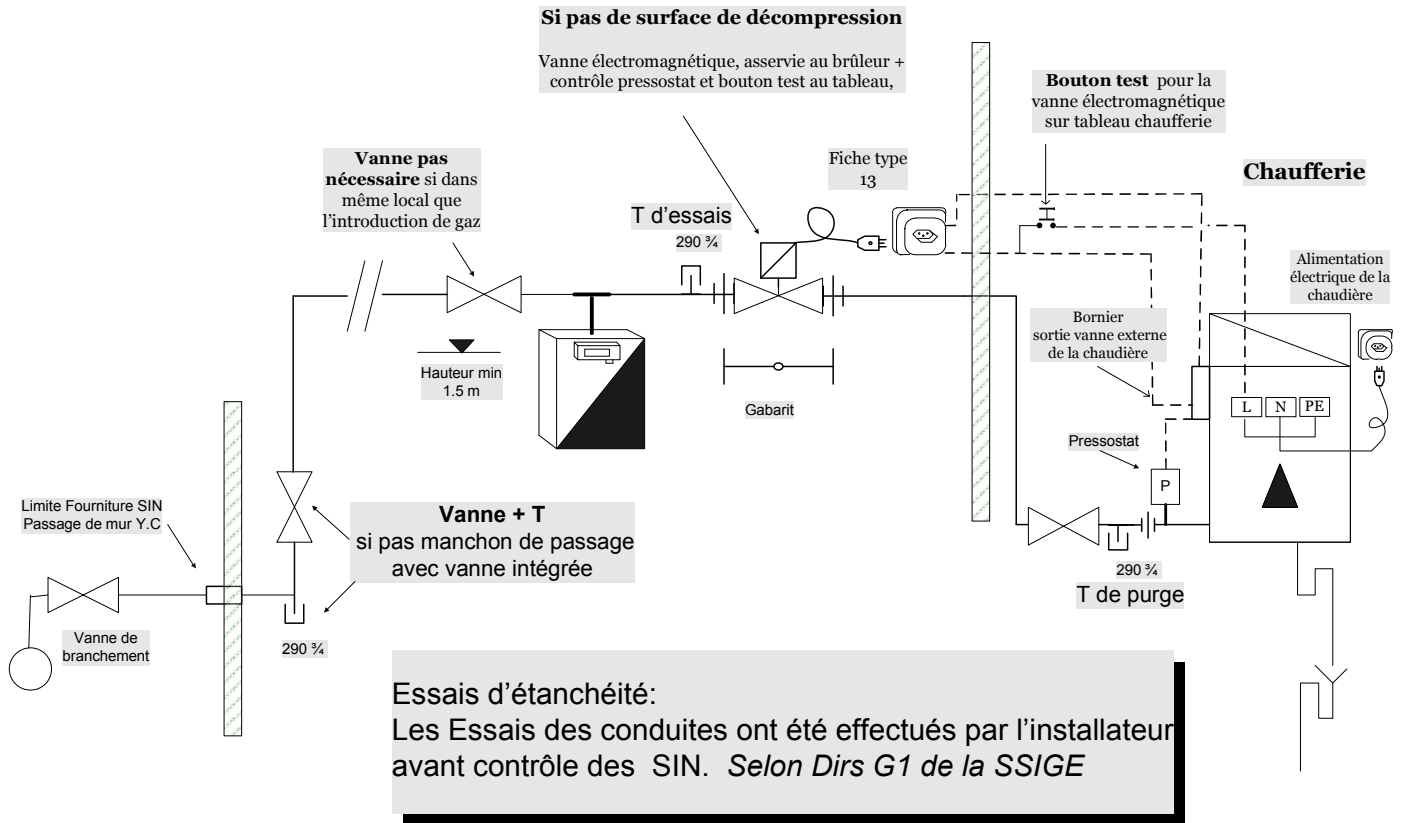 Si pas de surface de décompression
Vanne électromagnétique, asservie au brûleur +
contrôle pressostat et bouton test au tableau,
Bouton test pour la
vanne électromagnétique
sur tableau chaufferie
Vanne pas
nécessaire si dans
même local que
l'introduction de gaz
Fiche type
13
Chaufferie
T d'essais
290 ¾
Alimentation
électrique de la
chaudière
Bornier
sortie vanne externe
de la chaudière
Hauteur min
1.5 m
Gabarit
L N PE
Pressostat
P
Limite Fourniture SIN
Passage de mur Y.C
Vanne + T
si pas manchon de passage
avec vanne intégrée
290 ¾
T de purge
Vanne de
branchement
290 ¾
Essais d'étanchéité:
Les Essais des conduites ont été effectués par l'installateur
avant contrôle des SIN. Selon Dirs G1 de la SSIGE